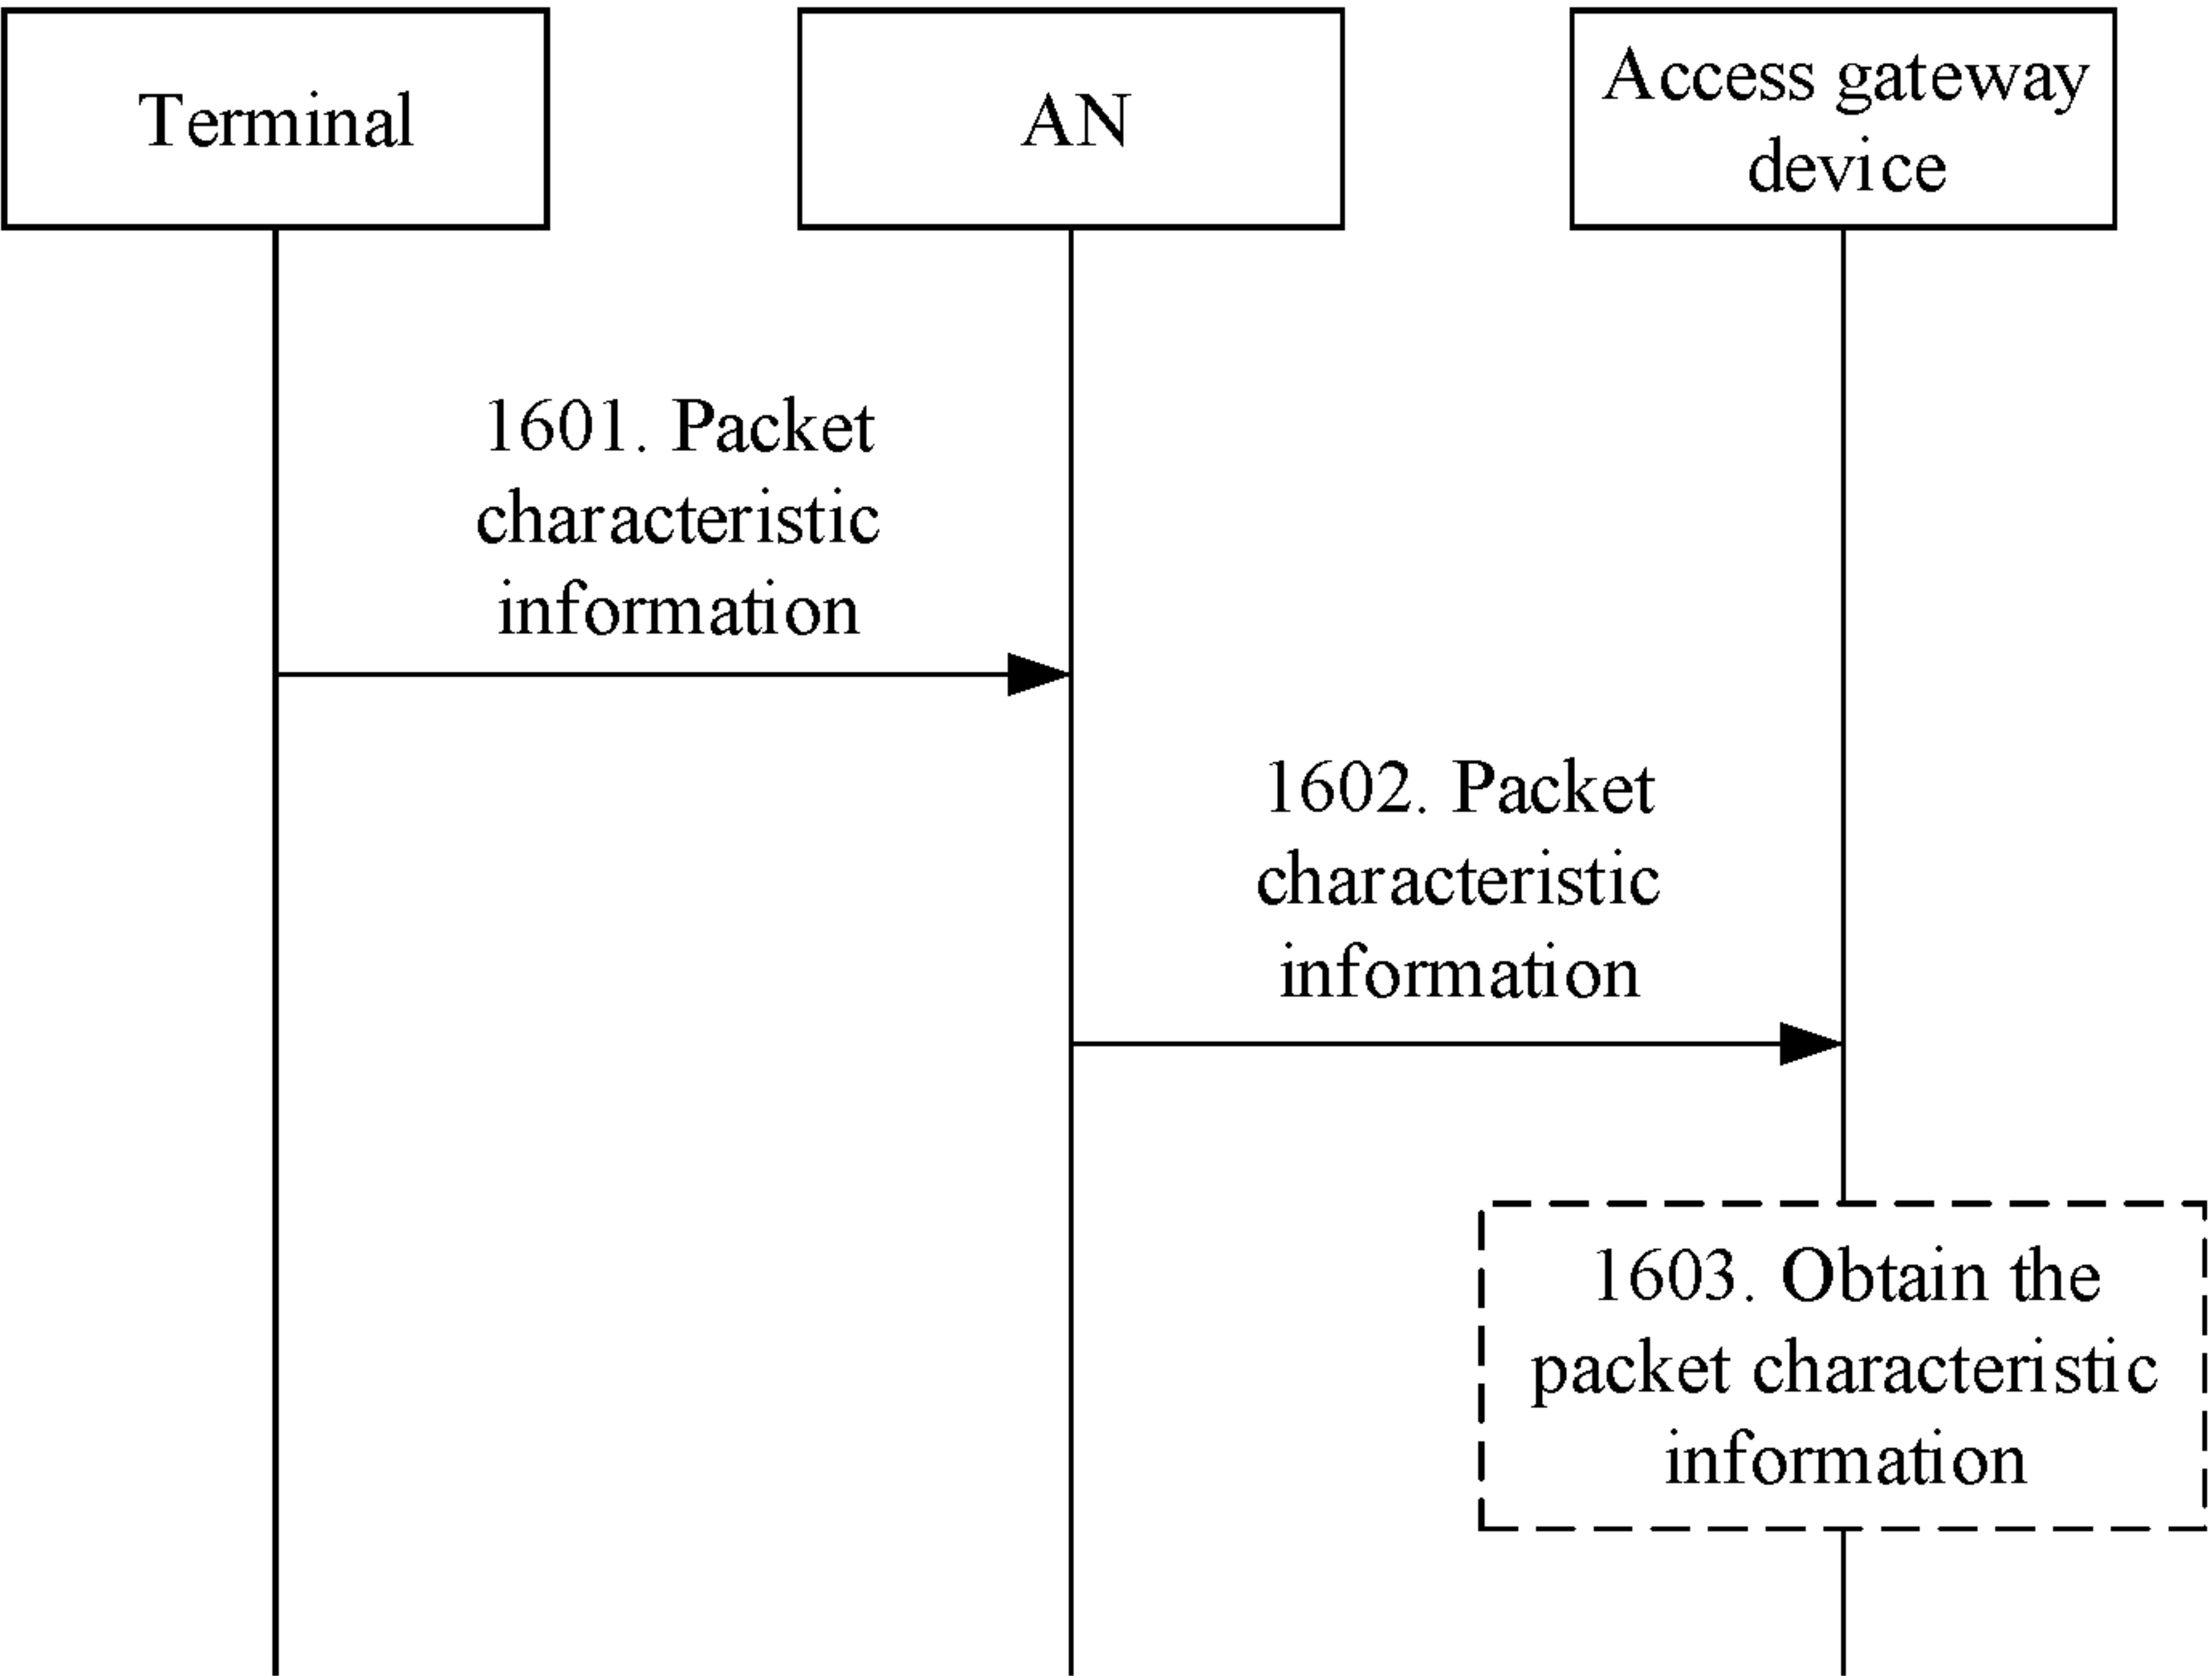 Terminal
AN
Access gateway
device
1601. Packet
characteristic
information
1602. Packet
characteristic
information
1603. Obtain the
packet characteristic
information